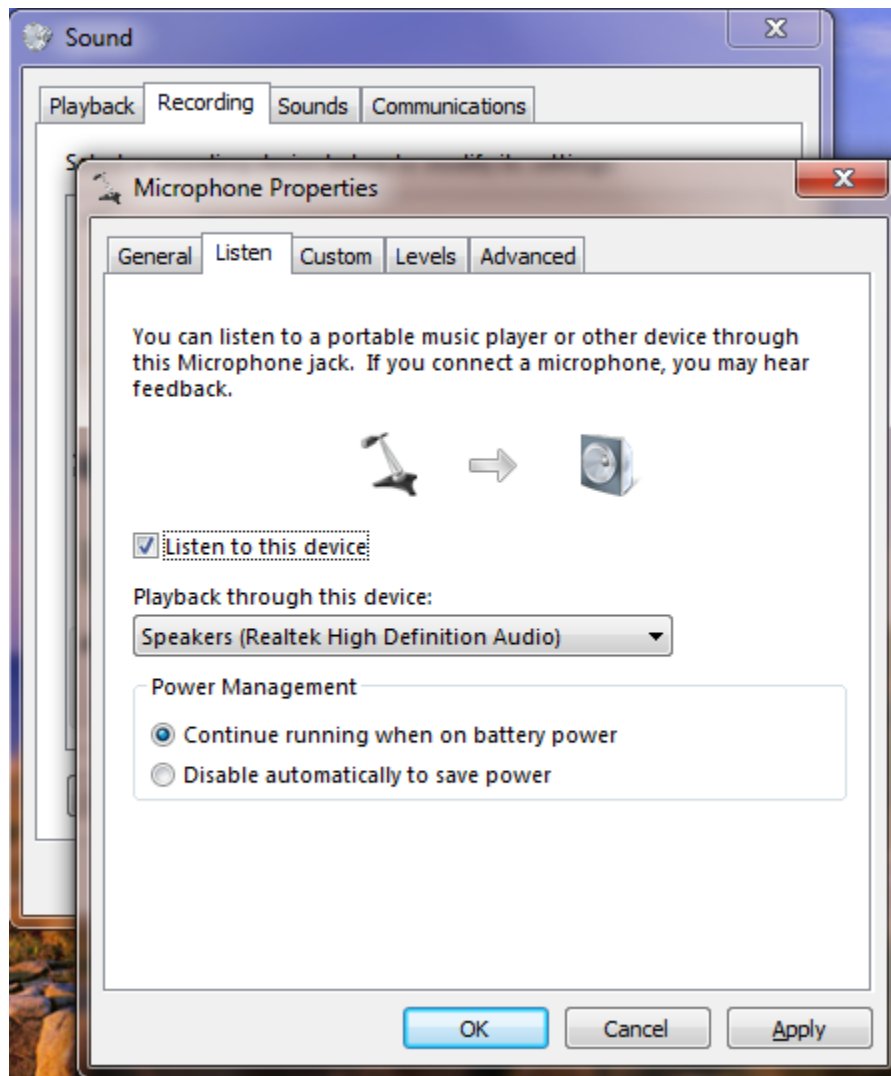 Sound
Playback Recording Sounds Communications
Microphone Properties
General Listen Custom Levels Advanced
You can listen to a portable music player or other device through
this Microphone jack. If you connect a microphone, you may hear
feedback.
Listen to this device
Playback through this device:
Speakers (Realtek High Definition Audio)
Power Management
Continue running when on battery power
Disable automatically to save power
OK Cancel Apply